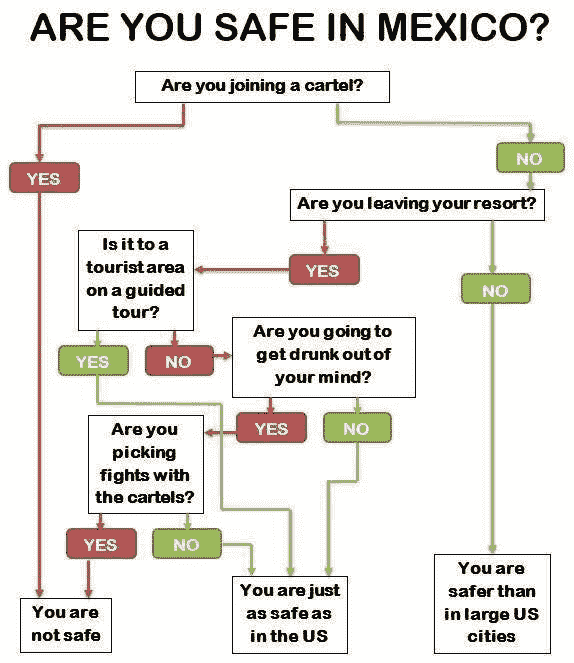 ARE YOU SAFE IN MEXICO?
Are you joining a cartel?
YES
NO
Are you leaving your resort?
YES
NO
Is it to a
tourist area
on a guided
tour?
YES
NO
Are you going to
get drunk out of
your mind?
YES
NO
Are you
picking
fights with
the cartels?
YES
NO
You are
not safe
You are just
as safe as
in the US
You are
safer than
in large US
cities